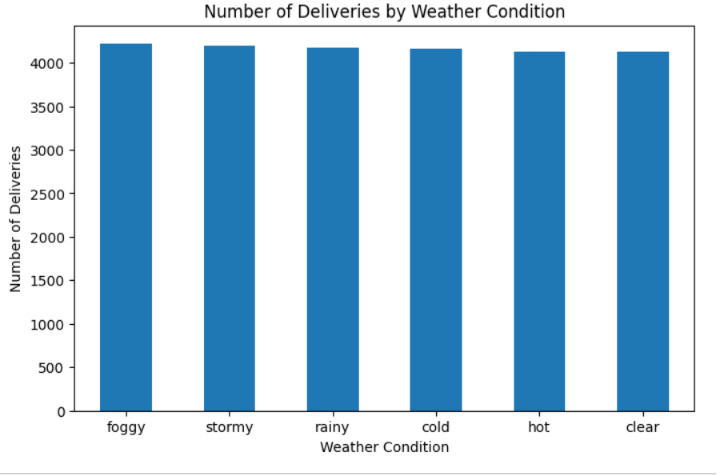 Number of Deliveries by Weather Condition
Number of Deliveries
4000
3500
3000
2500
2000
1500
1000
500
0
foggy stormy rainy cold hot clear
Weather Condition